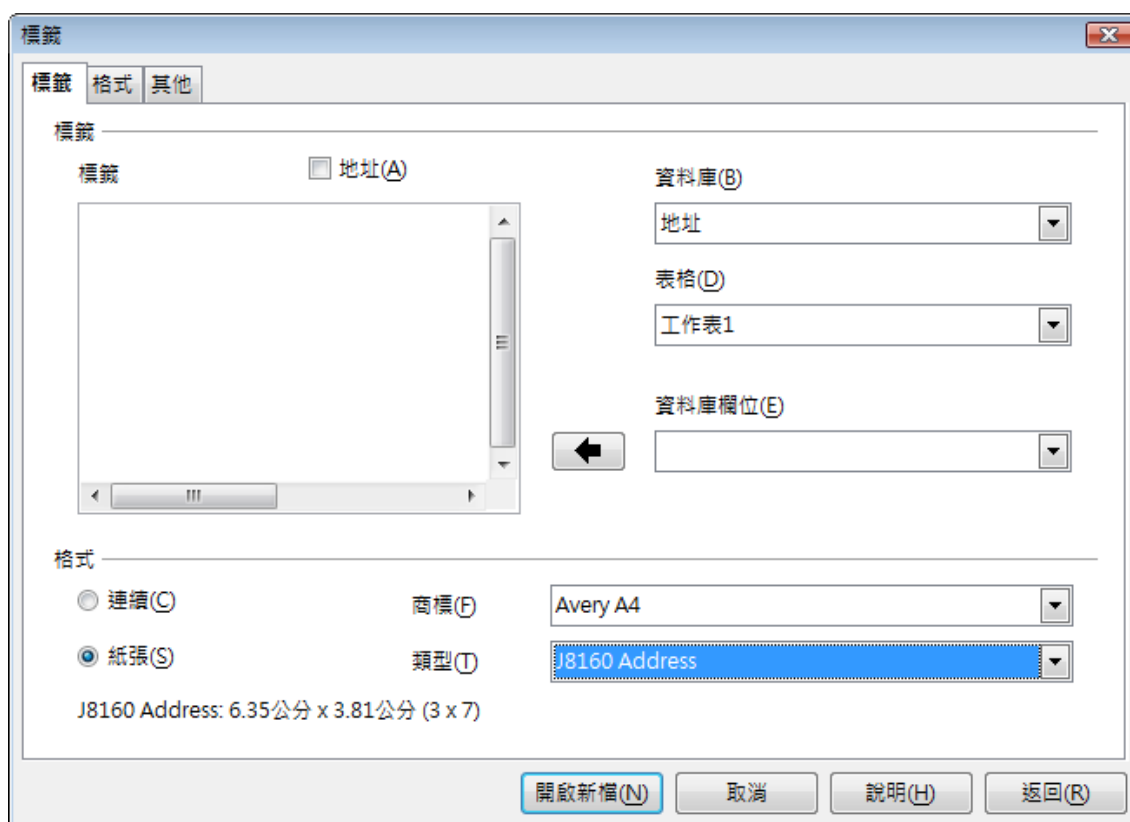 標籤
標籤 格式 其他
標籤
標籤
地址(A)
資料庫(B)
地址
表格(D)
工作表1
資料庫欄位(E)
格式
連續(C)
商標(F)
Avery A4
紙張(S)
類型(T)
J8160 Address
J8160 Address: 6.35公分 x 3.81公分 (3 x 7)
開啟新檔(N) 取消 說明(H) 返回(R)